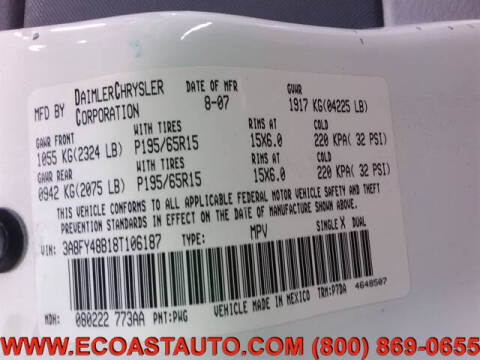 MFD BY DAIMLERCHRYSLER CORPORATION DATE OF MFR 8-07 GVWR 1917 KG(04225 LB)
GAWR FRONT WITH TIRES RIMS AT COLD
1055 KG(2324 LB) P195/65R15 15X6.0 220 KPA( 32 PSI)
GAWR REAR WITH TIRES RIMS AT COLD
0942 KG(2075 LB) P195/65R15 15X6.0 220 KPA( 32 PSI)
THIS VEHICLE CONFORMS TO ALL APPLICABLE FEDERAL MOTOR VEHICLE SAFETY AND
THEFT PREVENTION STANDARDS IN EFFECT ON THE DATE OF MANUFACTURE SHOWN ABOVE.
VIN: 3A8FY48B18T106187 TYPE: MPV SINGLE X DUAL
MDH: 080222 773AA PNT:PWG VEHICLE MADE IN MEXICO TRM:P7DA 4648507
WWW.ECOASTAUTO.COM (800) 869-0655